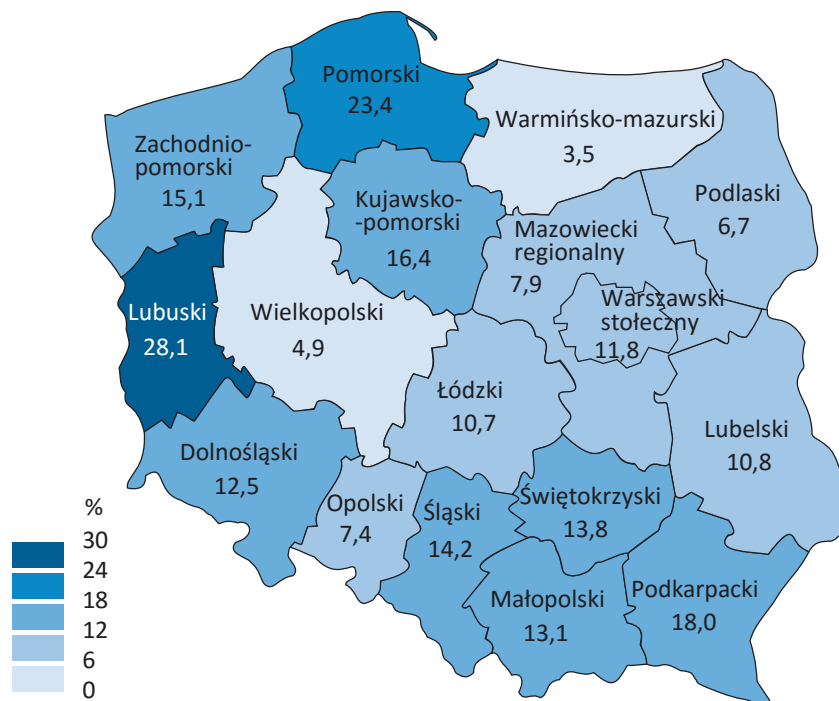 Pomorski
23,4
Warmińsko-mazurski
3,5
Zachodnio-
pomorski
15,1
Podlaski
6,7
Kujawsko-
-pomorski
16,4
Mazowiecki
regionalny
7,9
Warszawski
stołeczny
11,8
Lubuski
28,1
Wielkopolski
4,9
Łódzki
10,7
Lubelski
10,8
Dolnośląski
12,5
Opolski
7,4
Śląski
14,2
Świętokrzyski
13,8
Małopolski
13,1
Podkarpacki
18,0
%
30
24
18
12
6
0